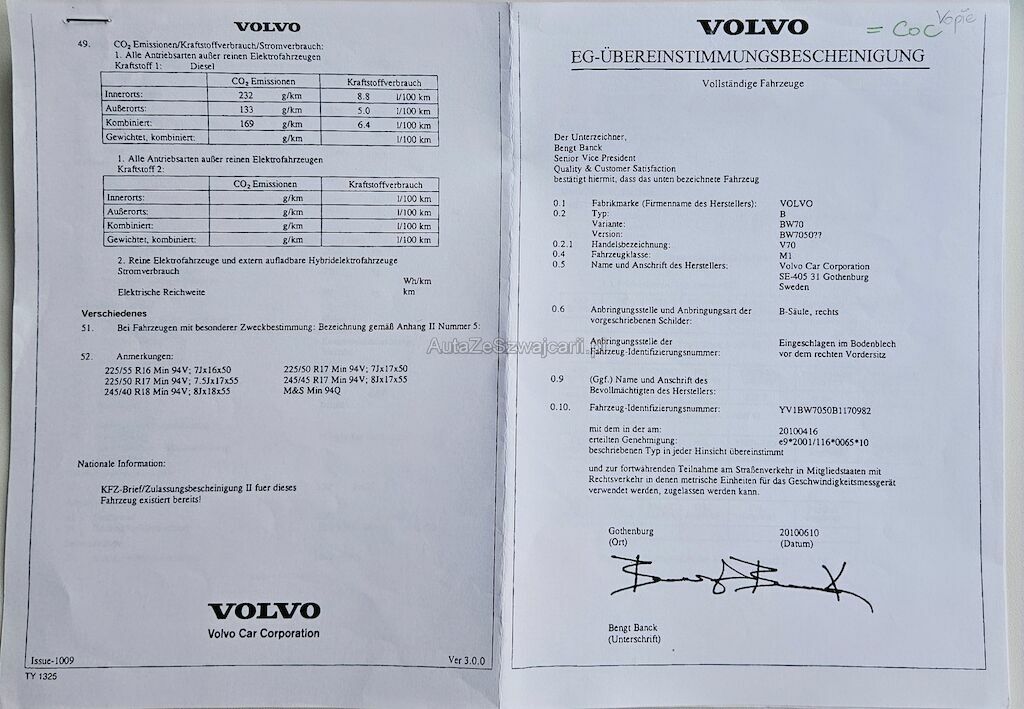 VOLVO
49. CO2 Emissionen/Kraftstoffverbrauch/Stromverbrauch:
1. Alle Antriebsarten außer reinen Elektrofahrzeugen
Kraftstoff 1: Diesel
CO2 Emissionen Kraftstoffverbrauch
Innerorts: 232 g/km 8.8 l/100 km
Außerorts: 133 g/km 5.0 l/100 km
Kombiniert: 169 g/km 6.4 l/100 km
Gewichtet, kombiniert: g/km l/100 km
1. Alle Antriebsarten außer reinen Elektrofahrzeugen
Kraftstoff 2:
CO2 Emissionen Kraftstoffverbrauch
Innerorts: g/km l/100 km
Außerorts: g/km l/100 km
Kombiniert: g/km l/100 km
Gewichtet, kombiniert: g/km l/100 km
2. Reine Elektrofahrzeuge und extern aufladbare Hybridelektrofahrzeuge
Stromverbrauch
Wh/km
Elektrische Reichweite km
Verschiedenes
51. Bei Fahrzeugen mit besonderer Zweckbestimmung: Bezeichnung gemäß Anhang II Nummer 5:
52. Anmerkungen:
225/55 R16 Min 94V; 7Jx16x50 225/50 R17 Min 94V; 7Jx17x50
225/50 R17 Min 94V; 7.5Jx17x55 245/45 R17 Min 94V; 8Jx17x55
245/40 R18 Min 94V; 8Jx18x55 M&S Min 94Q
Nationale Information:
KFZ-Brief/Zulassungsbescheinigung II fuer dieses
Fahrzeug existiert bereits!
VOLVO
Volvo Car Corporation
Issue-1009 Ver 3.0.0
TY 1325
VOLVO
= COC Kopie
EG-ÜBEREINSTIMMUNGSBESCHEINIGUNG
Vollständige Fahrzeuge
Der Unterzeichner,
Bengt Banck
Senior Vice President
Quality & Customer Satisfaction
bestätigt hiermit, dass das unten bezeichnete Fahrzeug
0.1 Fabrikmarke (Firmenname des Herstellers): VOLVO
0.2 Typ: B
Variante: BW70
Version: BW7050??
0.2.1 Handelsbezeichnung: V70
0.4 Fahrzeugklasse: M1
0.5 Name und Anschrift des Herstellers: Volvo Car Corporation
SE-405 31 Gothenburg
Sweden
0.6 Anbringungsstelle und Anbringungsart der B-Säule, rechts
vorgeschriebenen Schilder:
Anbringungsstelle der Eingeschlagen im Bodenblech
Fahrzeug-Identifizierungsnummer: vor dem rechten Vordersitz
AutaZeSzwajcarii.pl
0.9 (Ggf.) Name und Anschrift des
Bevollmächtigten des Herstellers:
0.10. Fahrzeug-Identifizierungsnummer: YV1BW7050B1170982
mit dem in der am: 20100416
erteilten Genehmigung: e9*2001/116*0065*10
beschriebenen Typ in jeder Hinsicht übereinstimmt
und zur fortwährenden Teilnahme am Straßenverkehr in Mitgliedstaaten mit
Rechtsverkehr in denen metrische Einheiten für das Geschwindigkeitsmessgerät
verwendet werden, zugelassen werden kann.
Gothenburg 20100610
(Ort) (Datum)
Bengt Banck
(Unterschrift)